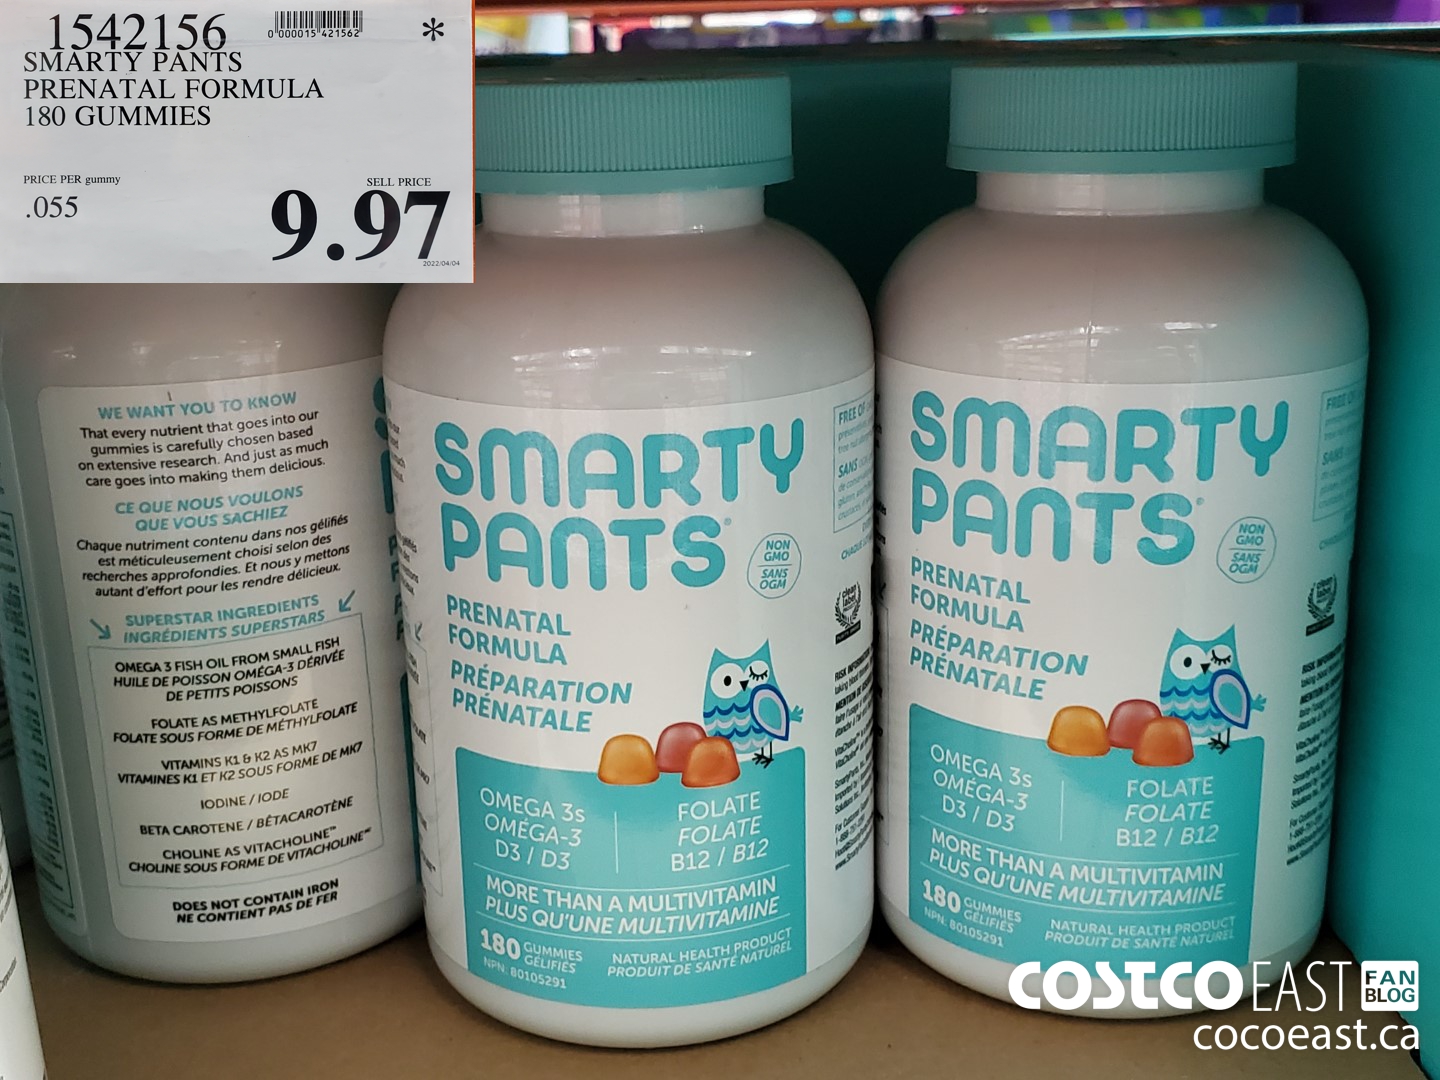 1542156
0 000015 421562
*
SMARTY PANTS
PRENATAL FORMULA
180 GUMMIES
PRICE PER gummy
.055
SELL PRICE
9.97
2022/04/04
WE WANT YOU TO KNOW
That every nutrient that goes into our
gummies is carefully chosen based
on extensive research. And just as much
care goes into making them delicious.
CE QUE NOUS VOULONS
QUE VOUS SACHIEZ
Chaque nutriment contenu dans nos gélifiés
est méticuleusement choisi selon des
recherches approfondies. Et nous y mettons
autant d'effort pour les rendre délicieux.
SUPERSTAR INGREDIENTS
INGRÉDIENTS SUPERSTARS
OMEGA 3 FISH OIL FROM SMALL FISH
HUILE DE POISSON OMÉGA-3 DÉRIVÉE
DE PETITS POISSONS
FOLATE AS METHYLFOLATE
FOLATE SOUS FORME DE MÉTHYLFOLATE
VITAMINS K1 & K2 AS MK7
VITAMINES K1 ET K2 SOUS FORME DE MK7
IODINE / IODE
BETA CAROTENE / BÊTACAROTÈNE
CHOLINE AS VITACHOLINE™
CHOLINE SOUS FORME DE VITACHOLINE™
DOES NOT CONTAIN IRON
NE CONTIENT PAS DE FER
SMARTY
PANTS®
NON
GMO
SANS
OGM
PRENATAL
FORMULA
PRÉPARATION
PRÉNATALE
OMEGA 3s
OMÉGA-3
D3 / D3
FOLATE
FOLATE
B12 / B12
MORE THAN A MULTIVITAMIN
PLUS QU'UNE MULTIVITAMINE
180 GUMMIES
GÉLIFIÉS
NPN: 80105291
NATURAL HEALTH PRODUCT
PRODUIT DE SANTÉ NATUREL
FREE OF
SANS
clean
label
SMARTY
PANTS®
NON
GMO
SANS
OGM
PRENATAL
FORMULA
PRÉPARATION
PRÉNATALE
OMEGA 3s
OMÉGA-3
D3 / D3
FOLATE
FOLATE
B12 / B12
MORE THAN A MULTIVITAMIN
PLUS QU'UNE MULTIVITAMINE
180 GUMMIES
GÉLIFIÉS
NPN: 80105291
NATURAL HEALTH PRODUCT
PRODUIT DE SANTÉ NATUREL
FREE OF
SANS
clean
label
COSTCO EAST FAN
BLOG
cocoeast.ca